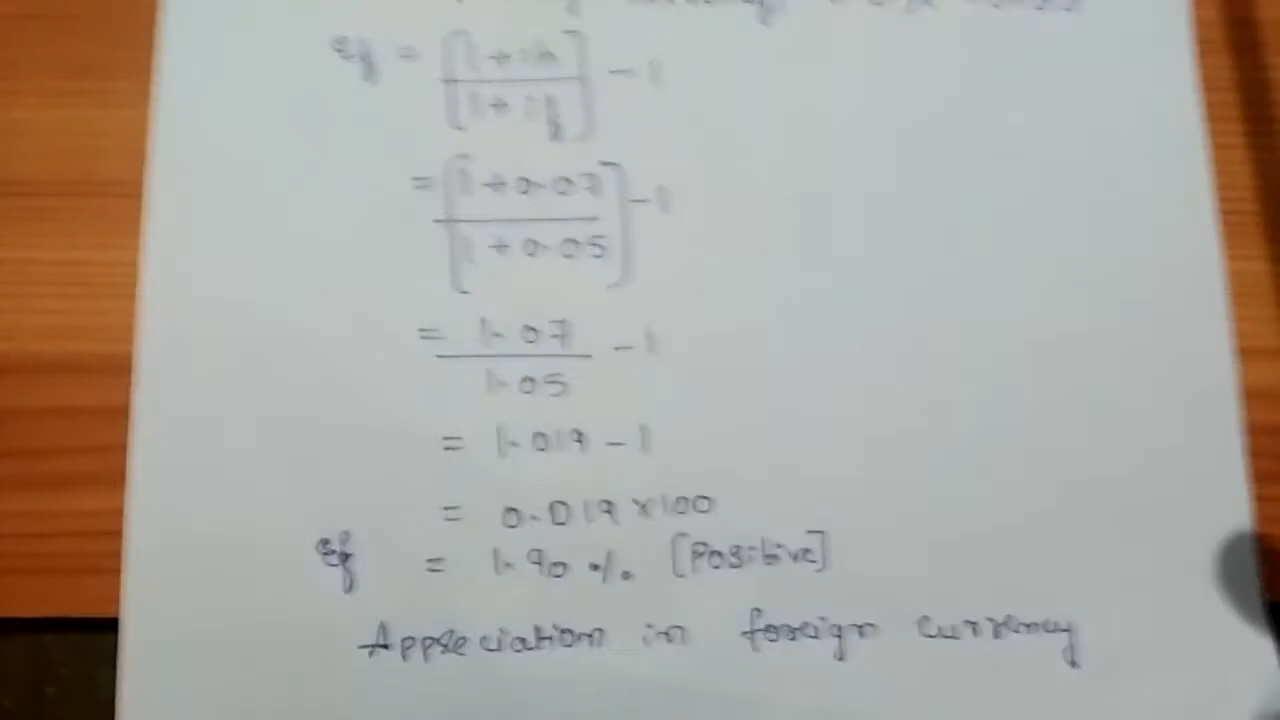 ef = [1+ih / 1+if] - 1
= [1+0.07 / 1+0.05] - 1
= 1.07 / 1.05 - 1
= 1.019 - 1
= 0.019 x 100
ef = 1.90 %. [Positive]
Appreciation in foreign currency